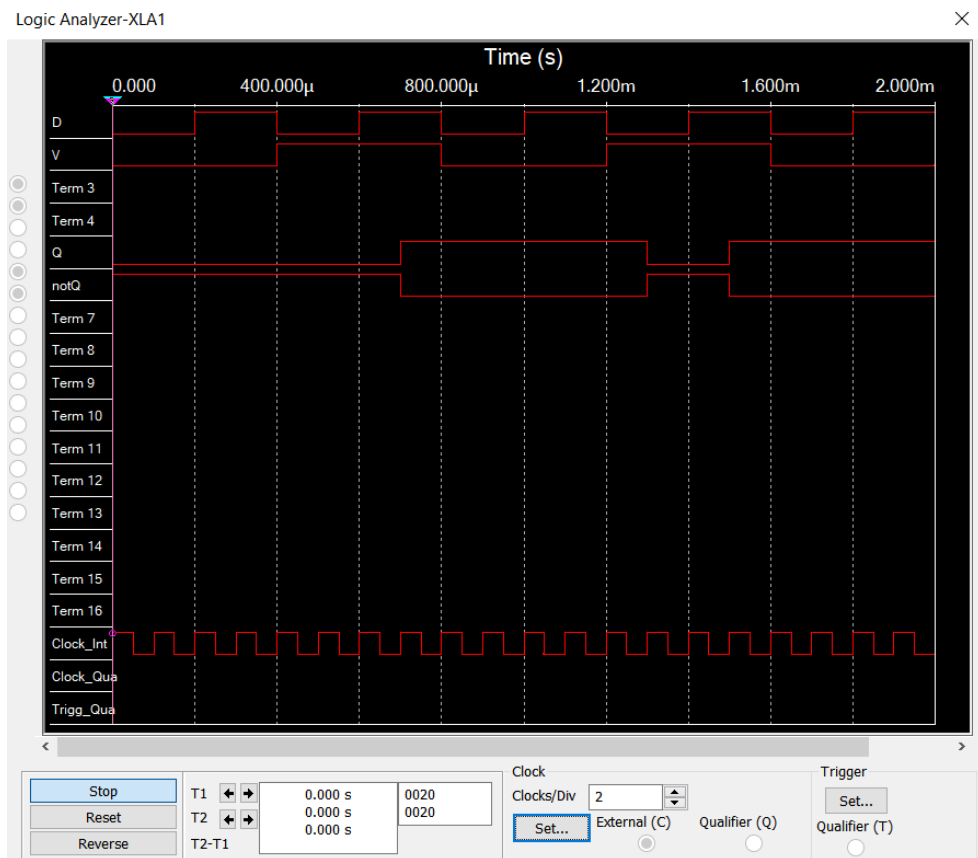 Logic Analyzer-XLA1
Time (s)
0.000 400.000µ 800.000µ 1.200m 1.600m 2.000m
D
V
Term 3
Term 4
Q
notQ
Term 7
Term 8
Term 9
Term 10
Term 11
Term 12
Term 13
Term 14
Term 15
Term 16
Clock_Int
Clock_Qua
Trigg_Qua
Stop
Reset
Reverse
T1 0.000 s 0020
T2 0.000 s 0020
T2-T1 0.000 s
Clock
Clocks/Div 2
Set... External (C) Qualifier (Q)
Trigger
Set...
Qualifier (T)